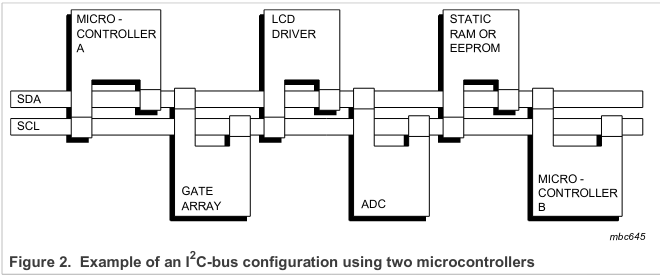 MICRO -
CONTROLLER
A
LCD
DRIVER
STATIC
RAM OR
EEPROM
SDA
SCL
GATE
ARRAY
ADC
MICRO -
CONTROLLER
B
mbc645
Figure 2. Example of an I²C-bus configuration using two microcontrollers